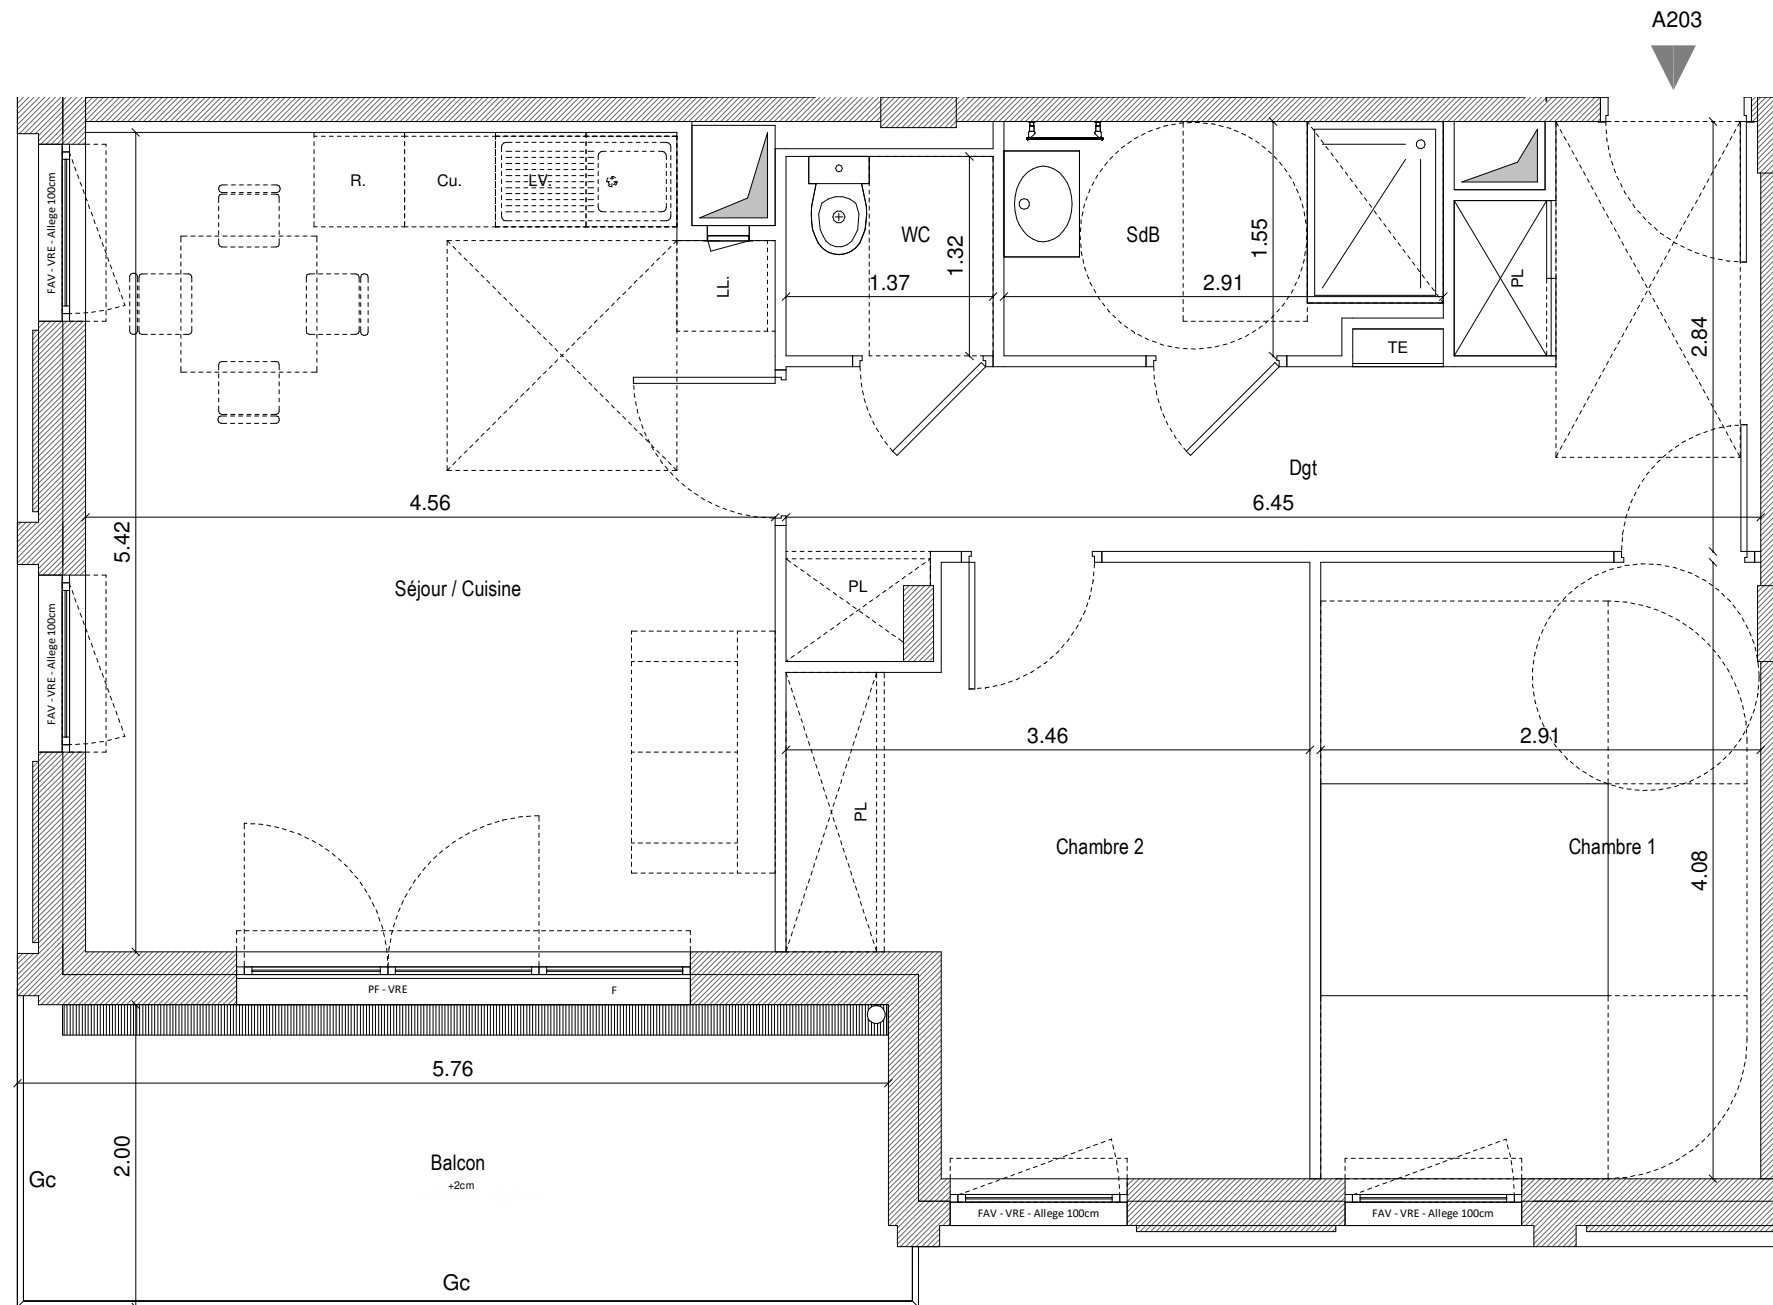 A203
FAV - VRE - Allege 100cm
R.
Cu.
LV.
LL.
WC
1.32
1.37
SdB
1.55
2.91
PL
TE
2.84
Dgt
4.56
6.45
5.42
Séjour / Cuisine
FAV - VRE - Allege 100cm
PL
3.46
2.91
PL
Chambre 2
Chambre 1
4.08
PF - VRE
F
5.76
2.00
Balcon
+2cm
Gc
FAV - VRE - Allege 100cm
FAV - VRE - Allege 100cm
Gc